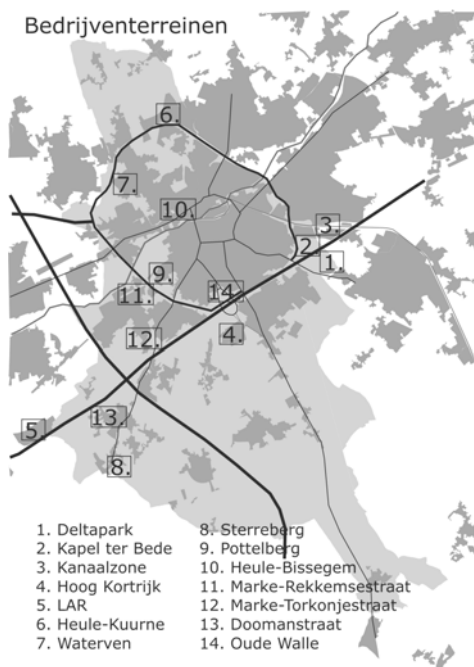 Bedrijventerreinen
6.
7.
10.
3.
2
1.
9.
11.
14.
12.
4.
13.
5.
8.
1. Deltapark
2. Kapel ter Bede
3. Kanaalzone
4. Hoog Kortrijk
5. LAR
6. Heule-Kuurne
7. Waterven
8. Sterreberg
9. Pottelberg
10. Heule-Bissegem
11. Marke-Rekkemsestraat
12. Marke-Torkonjestraat
13. Doomanstraat
14. Oude Walle